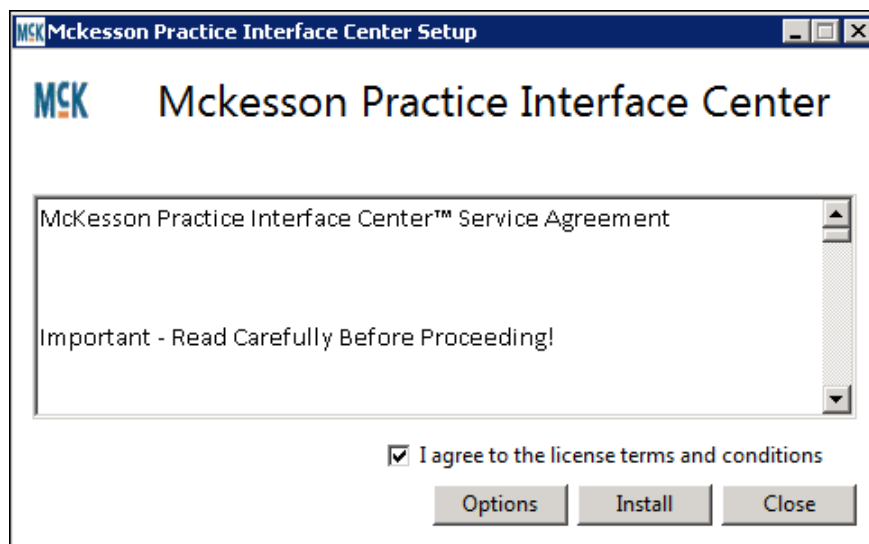 MCK Mckesson Practice Interface Center Setup
MCK Mckesson Practice Interface Center
McKesson Practice Interface Center™ Service Agreement
Important - Read Carefully Before Proceeding!
I agree to the license terms and conditions
Options Install Close